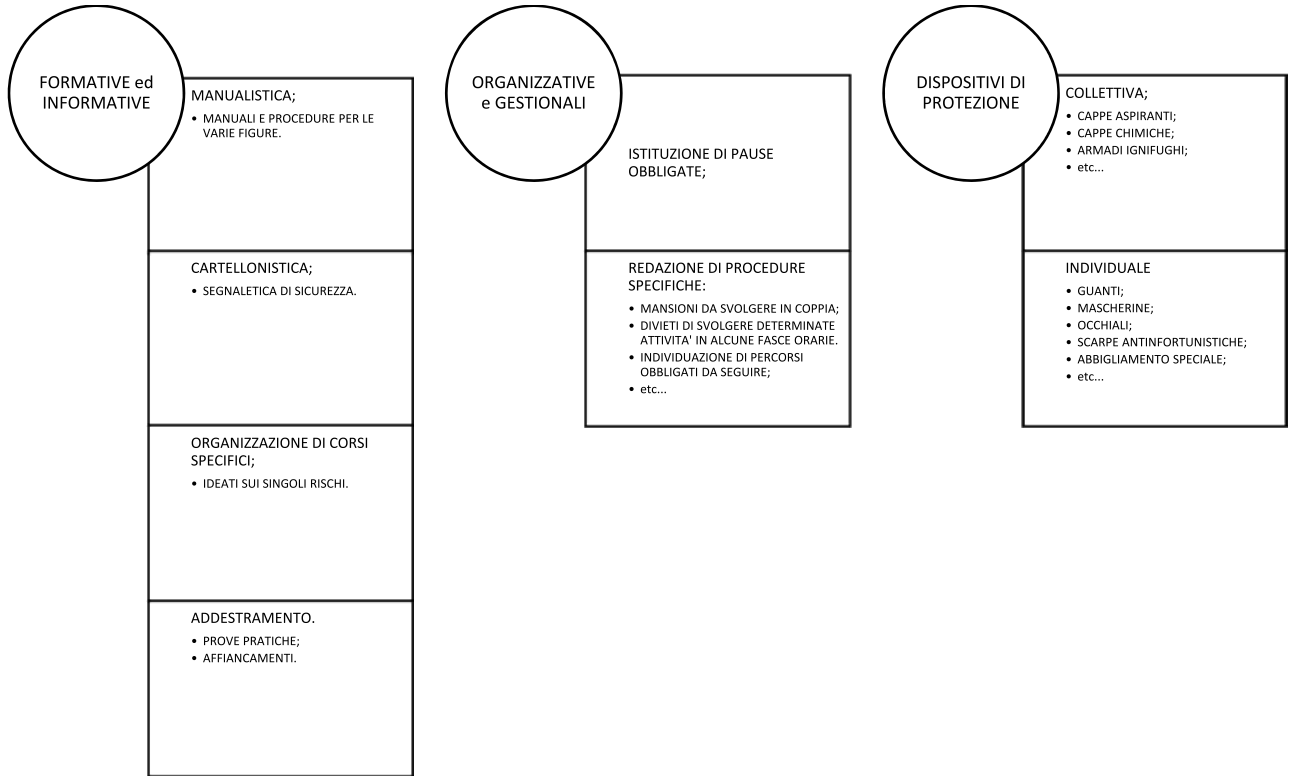 FORMATIVE ed
INFORMATIVE
MANUALISTICA;
• MANUALI E PROCEDURE PER LE
VARIE FIGURE.
CARTELLONISTICA;
• SEGNALETICA DI SICUREZZA.
ORGANIZZAZIONE DI CORSI
SPECIFICI;
• IDEATI SUI SINGOLI RISCHI.
ADDESTRAMENTO.
• PROVE PRATICHE;
• AFFIANCAMENTI.
ORGANIZZATIVE
e GESTIONALI
ISTITUZIONE DI PAUSE
OBBLIGATE;
REDAZIONE DI PROCEDURE
SPECIFICHE:
• MANSIONI DA SVOLGERE IN COPPIA;
• DIVIETI DI SVOLGERE DETERMINATE
ATTIVITA' IN ALCUNE FASCE ORARIE.
• INDIVIDUAZIONE DI PERCORSI
OBBLIGATI DA SEGUIRE;
• etc...
DISPOSITIVI DI
PROTEZIONE
COLLETTIVA;
• CAPPE ASPIRANTI;
• CAPPE CHIMICHE;
• ARMADI IGNIFUGHI;
• etc...
INDIVIDUALE
• GUANTI;
• MASCHERINE;
• OCCHIALI;
• SCARPE ANTINFORTUNISTICHE;
• ABBIGLIAMENTO SPECIALE;
• etc...